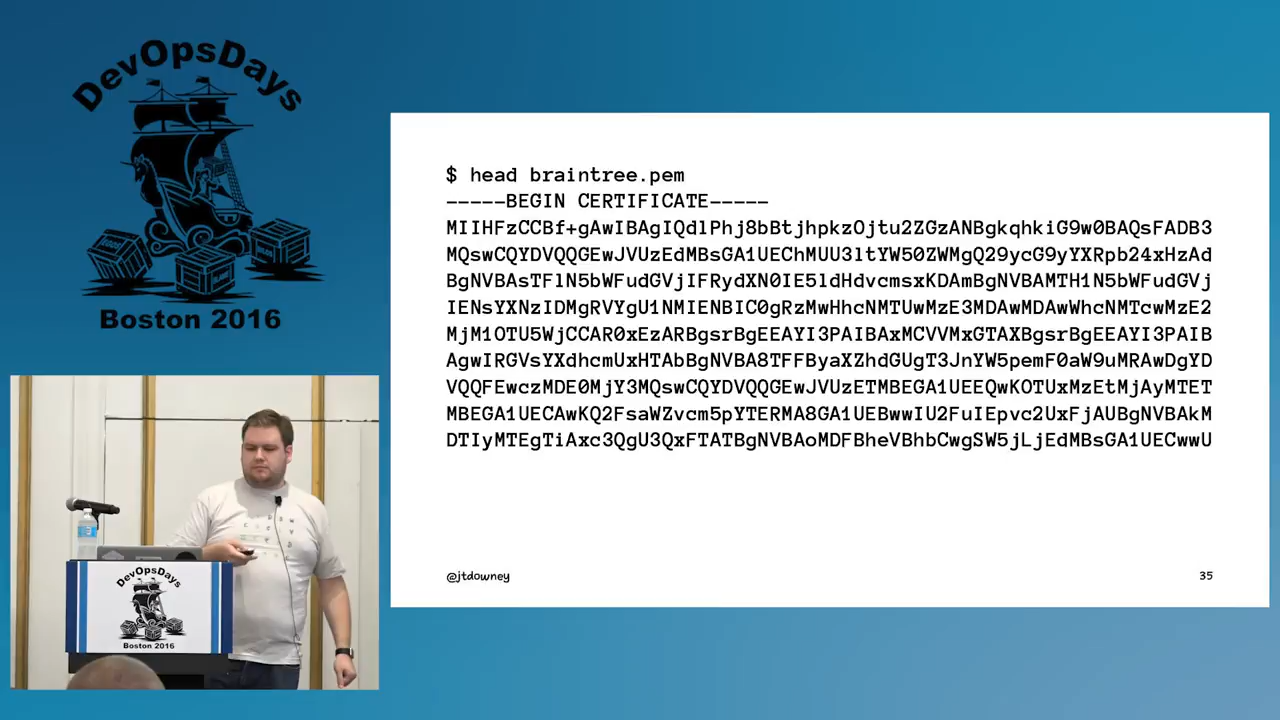 DevOpsDays
Boston 2016
$ head braintree.pem
-----BEGIN CERTIFICATE-----
MIIHFzCCBf+gAwIBAgIQdlPhj8bBtjhpkzOjtu2ZGzANBgkqhkiG9w0BAQsFADB3
MQswCQYDVQQGEwJVUzEdMBsGA1UEChMUU3ltYW50ZWMgQ29ycG9yYXRpb24xHzAd
BgNVBAsTFlN5bWFudGVjIFRydXN0IE5ldHdvcmsxKDAmBgNVBAMTH1N5bWFudGVj
IENsYXNzIDMgRVYgU1NMIENBIC0gRzMwHhcNMTUwMzE3MDAwMDAwWhcNMTcwMzE2
MjM1OTU5WjCCAR0xEzARBgsrBgEEAYI3PAIBAxMCVVMxGTAXBgsrBgEEAYI3PAIB
AgwIRGVsYXdhcmUxHTAbBgNVBA8TFFByaXZhdGUgT3JnYW5pemF0aW9uMRAwDgYD
VQQFEwczMDE0MjY3MQswCQYDVQQGEwJVUzETMBEGA1UEEQwKOTUxMzEtMjAyMTET
MBEGA1UECAwKQ2FsaWZvcm5pYTERMA8GA1UEBwwIU2FuIEpvc2UxFjAUBgNVBAkM
DTIyMTEgTiAxc3QgU3QxFTATBgNVBAoMDFBheVBhbCwgSW5jLjEdMBsGA1UECwwU
@jtdowney
35
DevOpsDays
Boston 2016